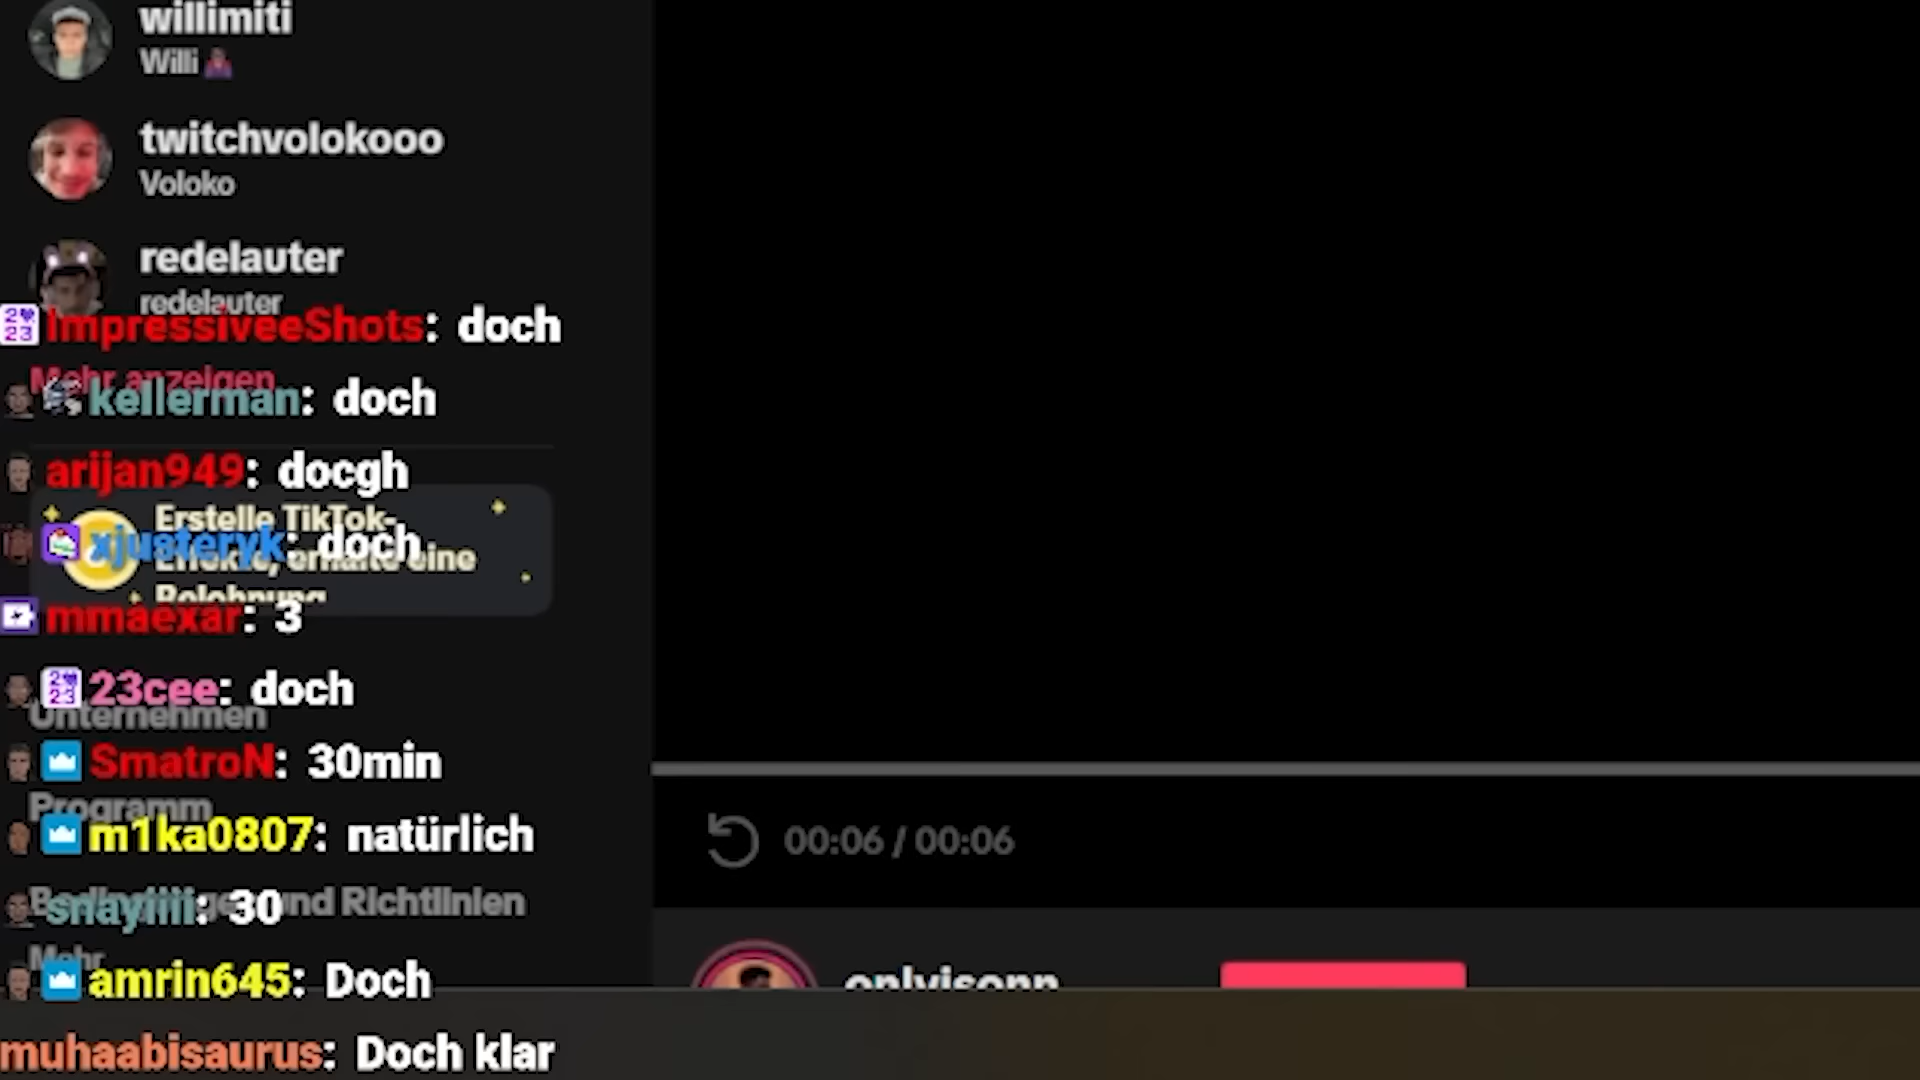 willimiti
Willi
twitchvolokooo
Voloko
redelauter
redelauter
ImpressiveeShots: doch
Mehr anzeigen
kellerman: doch
arijan949: docgh
Erstelle TikTok-
xjusteryk: doch
Effekte, erhalte eine
Belohnung
mmaexar: 3
23cee: doch
Unternehmen
SmatroN: 30min
Programm
m1ka0807: natürlich
00:06 / 00:06
und Richtlinien
snayiiii: 30
Mehr
amrin645: Doch
onlyisonn
muhaabisaurus: Doch klar